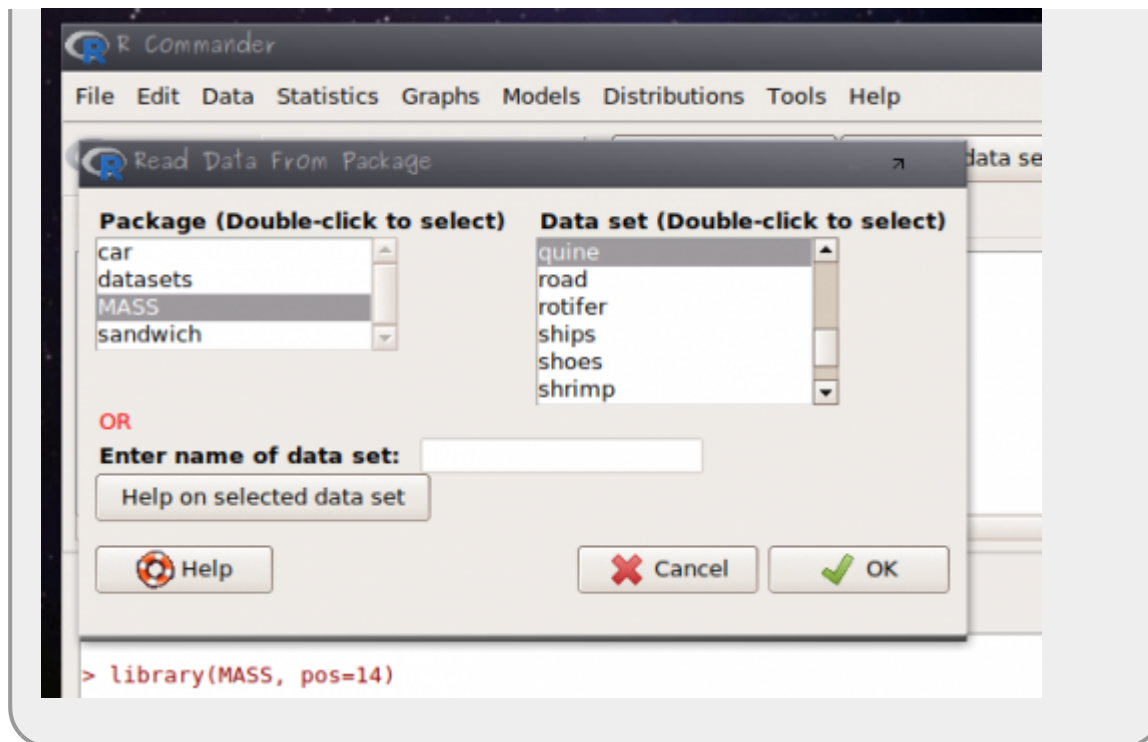 R Commander
File Edit Data Statistics Graphs Models Distributions Tools Help
Read Data From Package
data se
Package (Double-click to select) Data set (Double-click to select)
car quine
datasets road
MASS rotifer
sandwich ships
shoes
shrimp
OR
Enter name of data set:
Help on selected data set
Help Cancel OK
> library(MASS, pos=14)